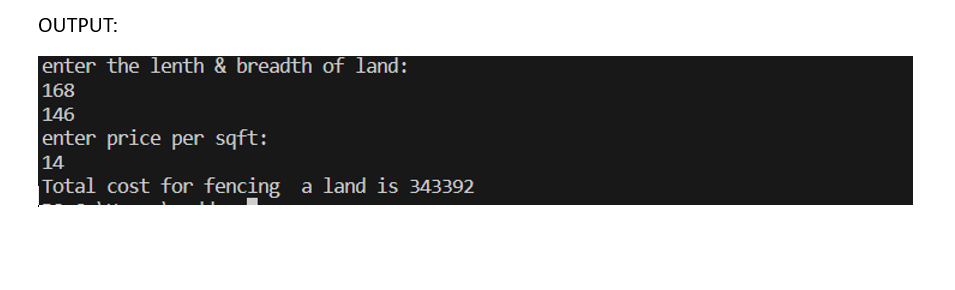 OUTPUT:
enter the lenth & breadth of land:
168
146
enter price per sqft:
14
Total cost for fencing  a land is 343392